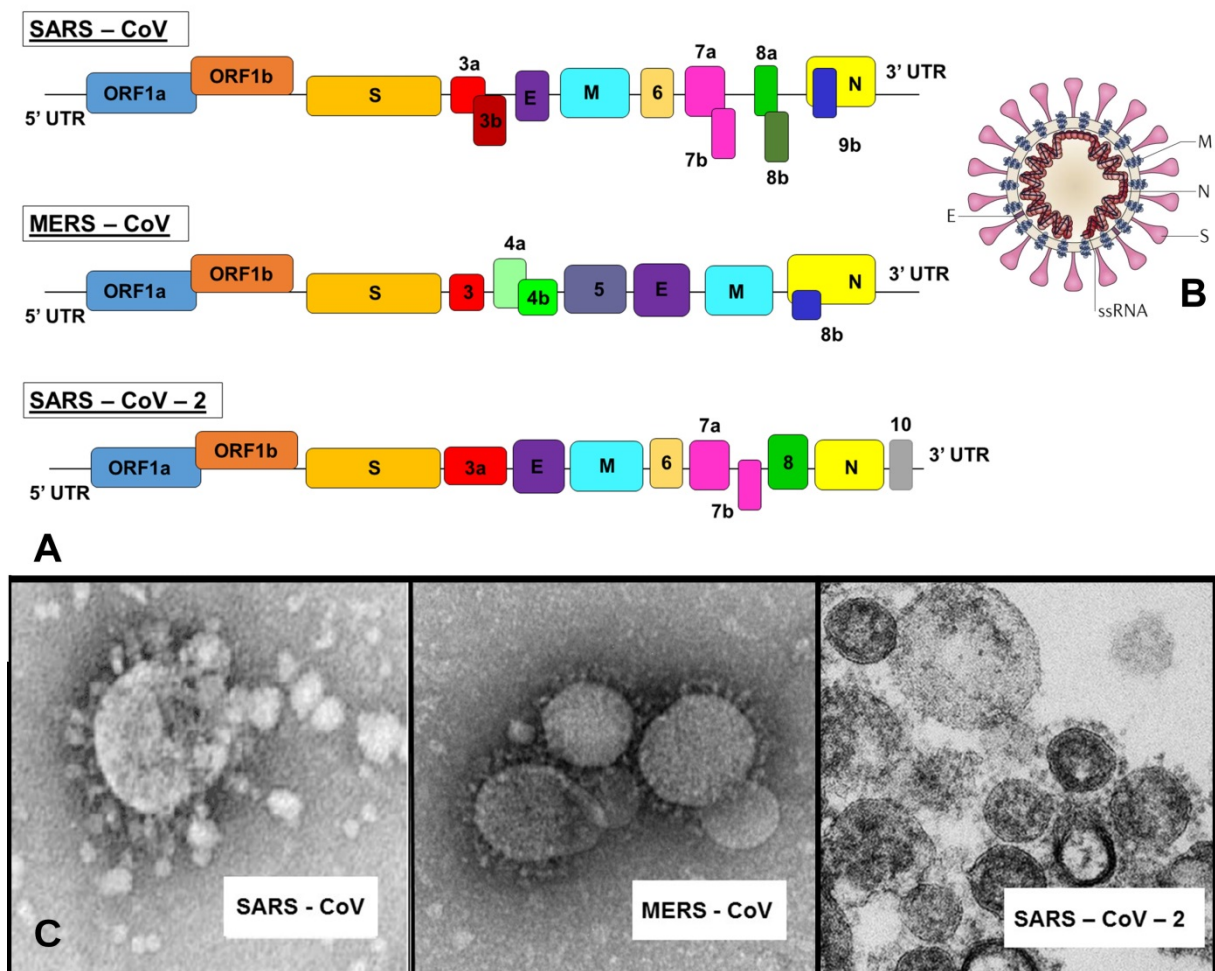 SARS – CoV
5' UTR
ORF1a
ORF1b
S
3a
3b
E
M
6
7a
7b
8a
8b
9b
N
3' UTR
MERS – CoV
5' UTR
ORF1a
ORF1b
S
3
4a
4b
5
E
M
8b
N
3' UTR
SARS – CoV – 2
5' UTR
ORF1a
ORF1b
S
3a
E
M
6
7a
7b
8
N
10
3' UTR
A
M
N
E
S
ssRNA
B
SARS - CoV
MERS - CoV
SARS – CoV – 2
C